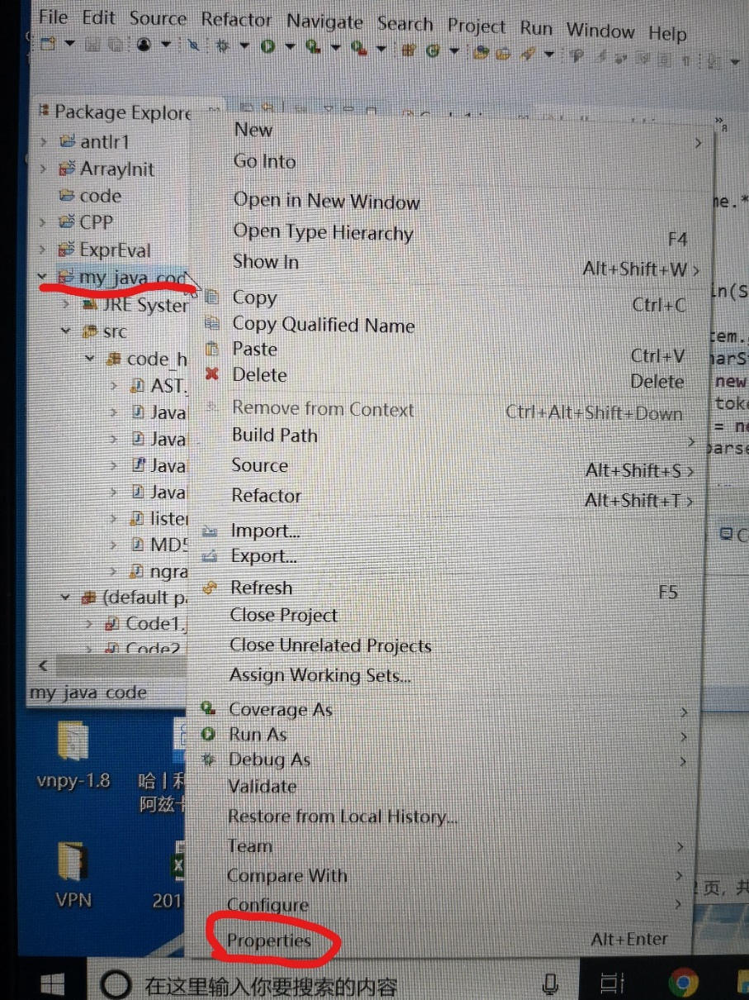 File Edit Source Refactor Navigate Search Project Run Window Help
Package Explore
antlr1
ArrayInit
code
CPP
ExprEval
my java cod
JRE Syster
src
code_h
AST.
Java
Java
Java
Java
lister
MD5
ngra
(default pa
Code1.j
Code2
my java code
New
Go Into
Open in New Window
Open Type Hierarchy F4
Show In Alt+Shift+W >
Copy Ctrl+C
Copy Qualified Name
Paste Ctrl+V
Delete Delete
Remove from Context Ctrl+Alt+Shift+Down
Build Path
Source Alt+Shift+S >
Refactor Alt+Shift+T >
Import...
Export...
Refresh F5
Close Project
Close Unrelated Projects
Assign Working Sets...
Coverage As
Run As
Debug As
Validate
Restore from Local History...
Team
Compare With
Configure
Properties Alt+Enter
ne.*
in(S
tem.
harS
new
toke
= ne
parse
C
vnpy-1.8
哈丨利
阿兹卡
VPN
201
页, 共
在这里输入你要搜索的内容